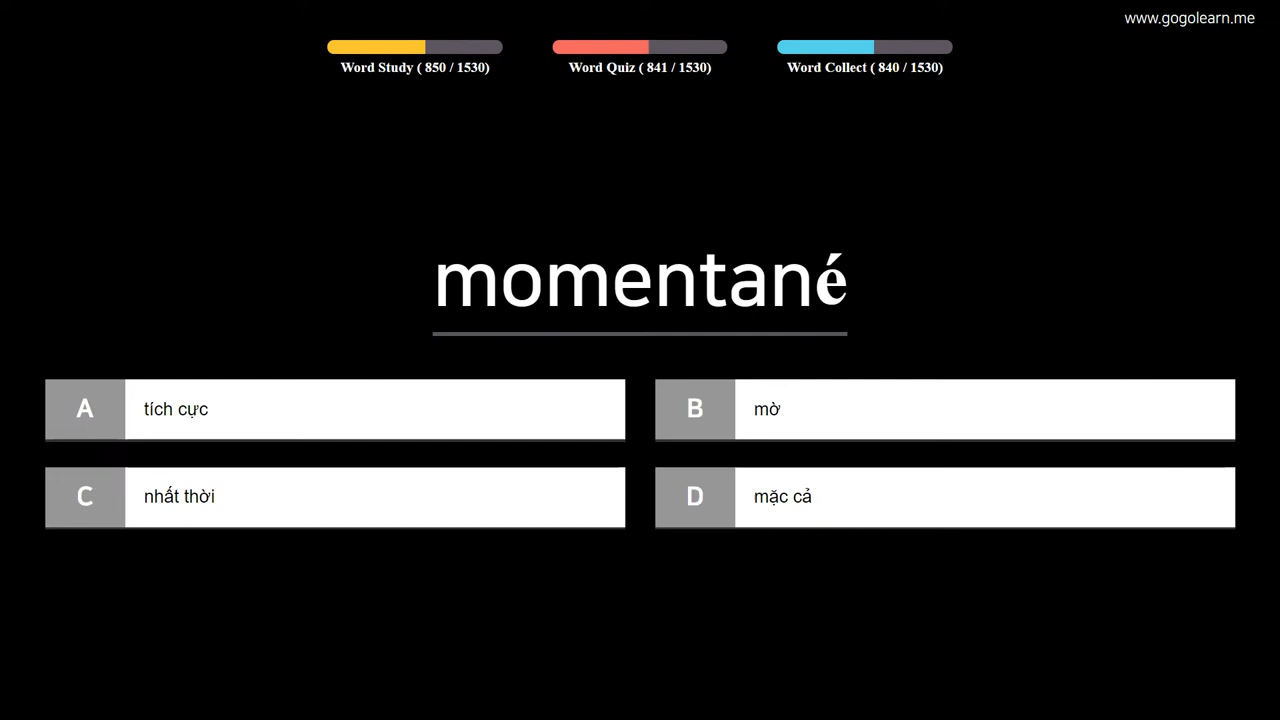 www.gogolearn.me
Word Study ( 850 / 1530)
Word Quiz ( 841 / 1530)
Word Collect ( 840 / 1530)
momentané
A tích cực
B mờ
C nhất thời
D mặc cả